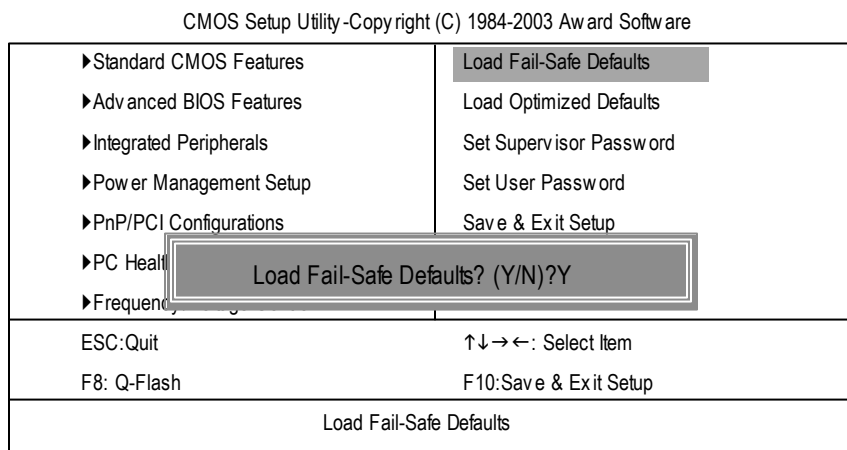 CMOS Setup Utility-Copyright (C) 1984-2003 Award Software
▶Standard CMOS Features
Load Fail-Safe Defaults
▶Advanced BIOS Features
Load Optimized Defaults
▶Integrated Peripherals
Set Supervisor Password
▶Power Management Setup
Set User Password
▶PnP/PCI Configurations
Save & Exit Setup
▶PC Healt
Load Fail-Safe Defaults? (Y/N)?Y
▶Frequency
ESC:Quit
↑↓→←: Select Item
F8: Q-Flash
F10:Save & Exit Setup
Load Fail-Safe Defaults